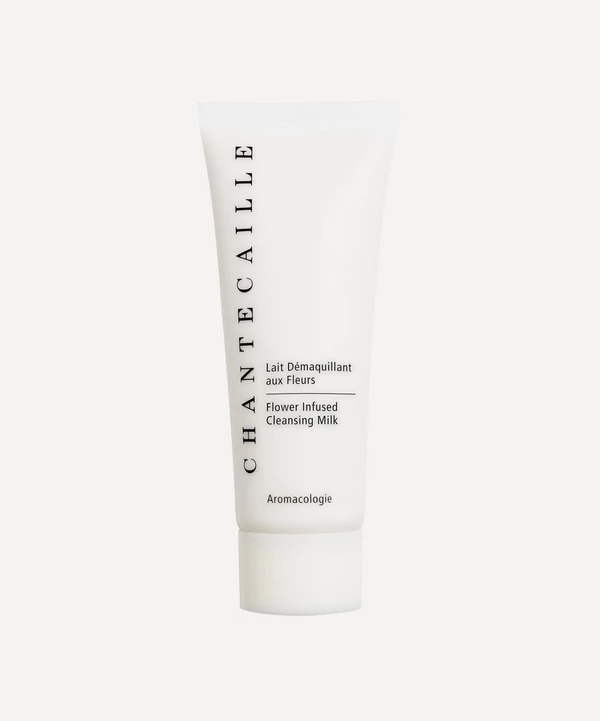 CHANTECAILLE
Lait Démaquillant
aux Fleurs
Flower Infused
Cleansing Milk
Aromacologie